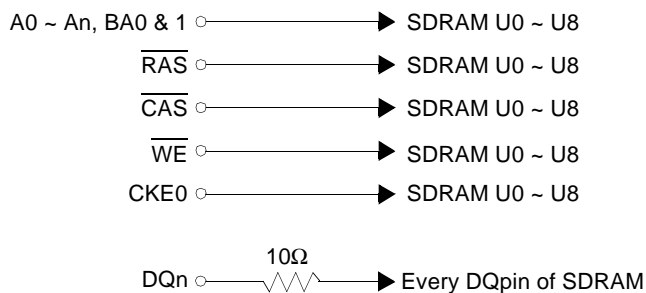 A0 ~ An, BA0 & 1 SDRAM U0 ~ U8
RAS SDRAM U0 ~ U8
CAS SDRAM U0 ~ U8
WE SDRAM U0 ~ U8
CKE0 SDRAM U0 ~ U8
10Ω
DQn Every DQpin of SDRAM